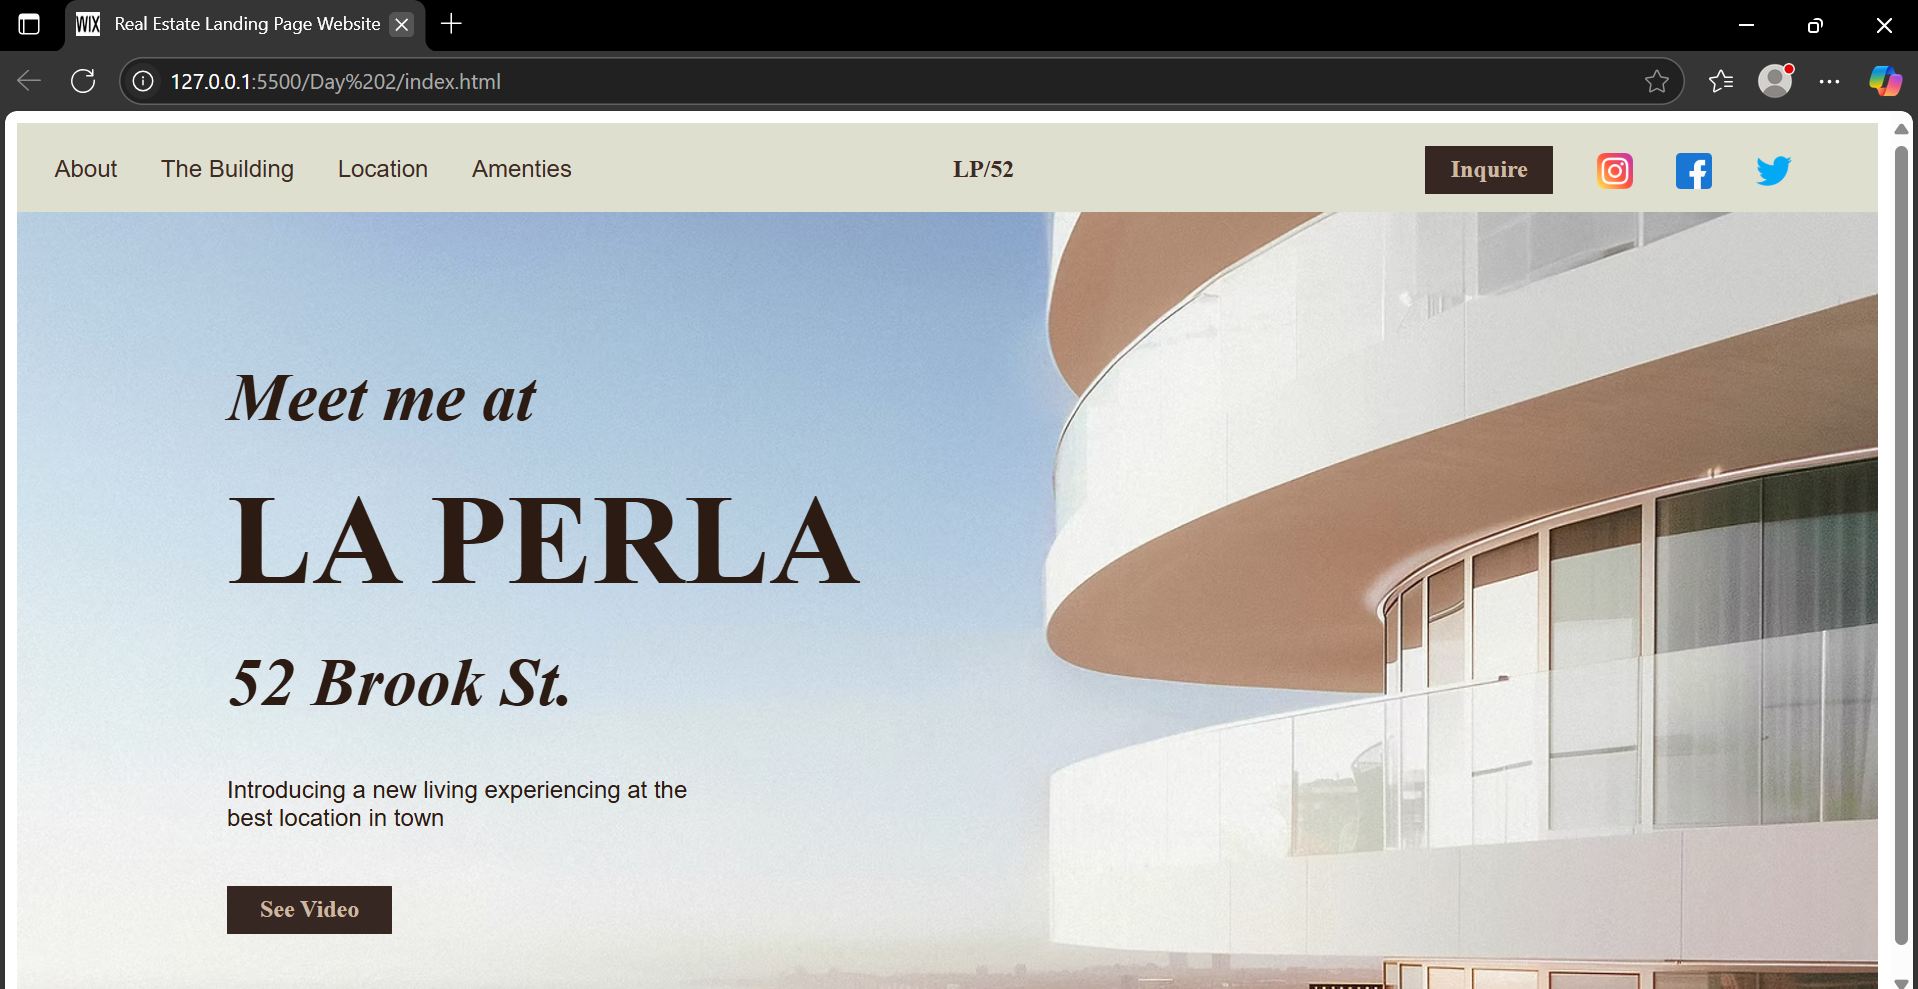 WIX Real Estate Landing Page Website
127.0.0.1:5500/Day%202/index.html
About The Building Location Amenties LP/52 Inquire
Meet me at
LA PERLA
52 Brook St.
Introducing a new living experiencing at the
best location in town
See Video